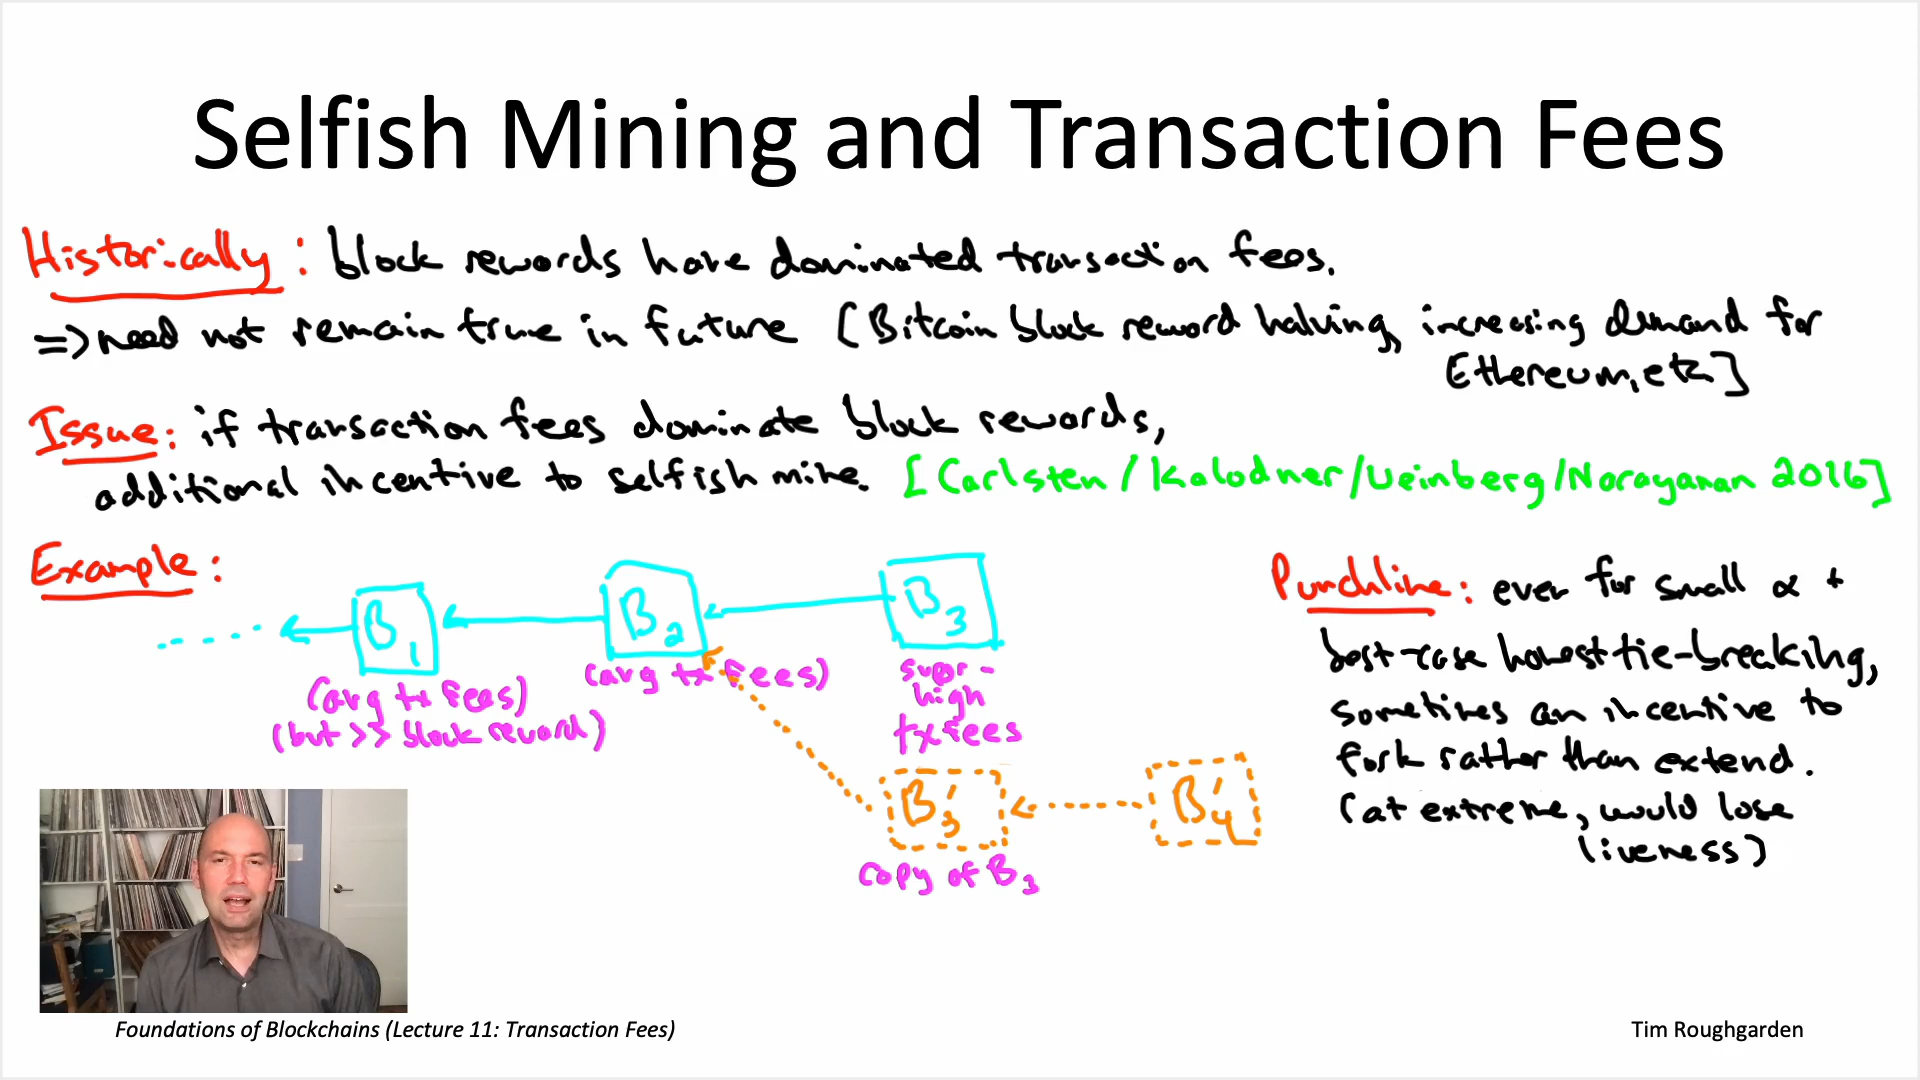 Selfish Mining and Transaction Fees
Historically: block rewords have dominated transaction fees.
=> need not remain true in future [Bitcoin block reword halving, increasing demand for
Ethereum, etc.]
Issue: if transaction fees dominate block rewords,
additional incentive to selfish mine. [Carlsten/Kalodner/Weinberg/Narayanan 2016]
Example:
B1
B2
B3
(avg tx fees)
(but >> block reword)
(avg tx fees)
super-
high
tx fees
B3'
B4'
copy of B3
Punchline: even for small α +
best-case honest tie-breaking,
sometimes an incentive to
fork rather than extend.
(at extreme, would lose
liveness)
Foundations of Blockchains (Lecture 11: Transaction Fees)
Tim Roughgarden